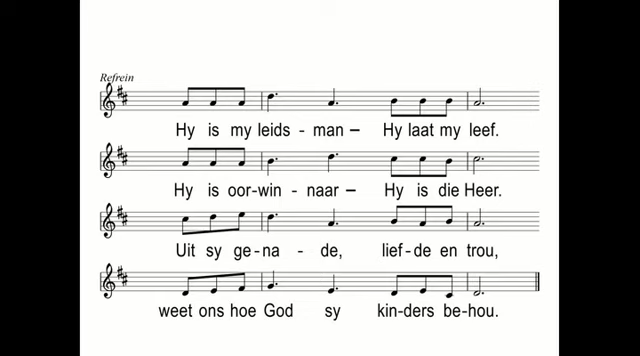 Refrein
Hy is my leids - man – Hy laat my leef.
Hy is oor-win - naar – Hy is die Heer.
Uit sy ge-na - de, lief-de en trou,
weet ons hoe God sy kin-ders be-hou.